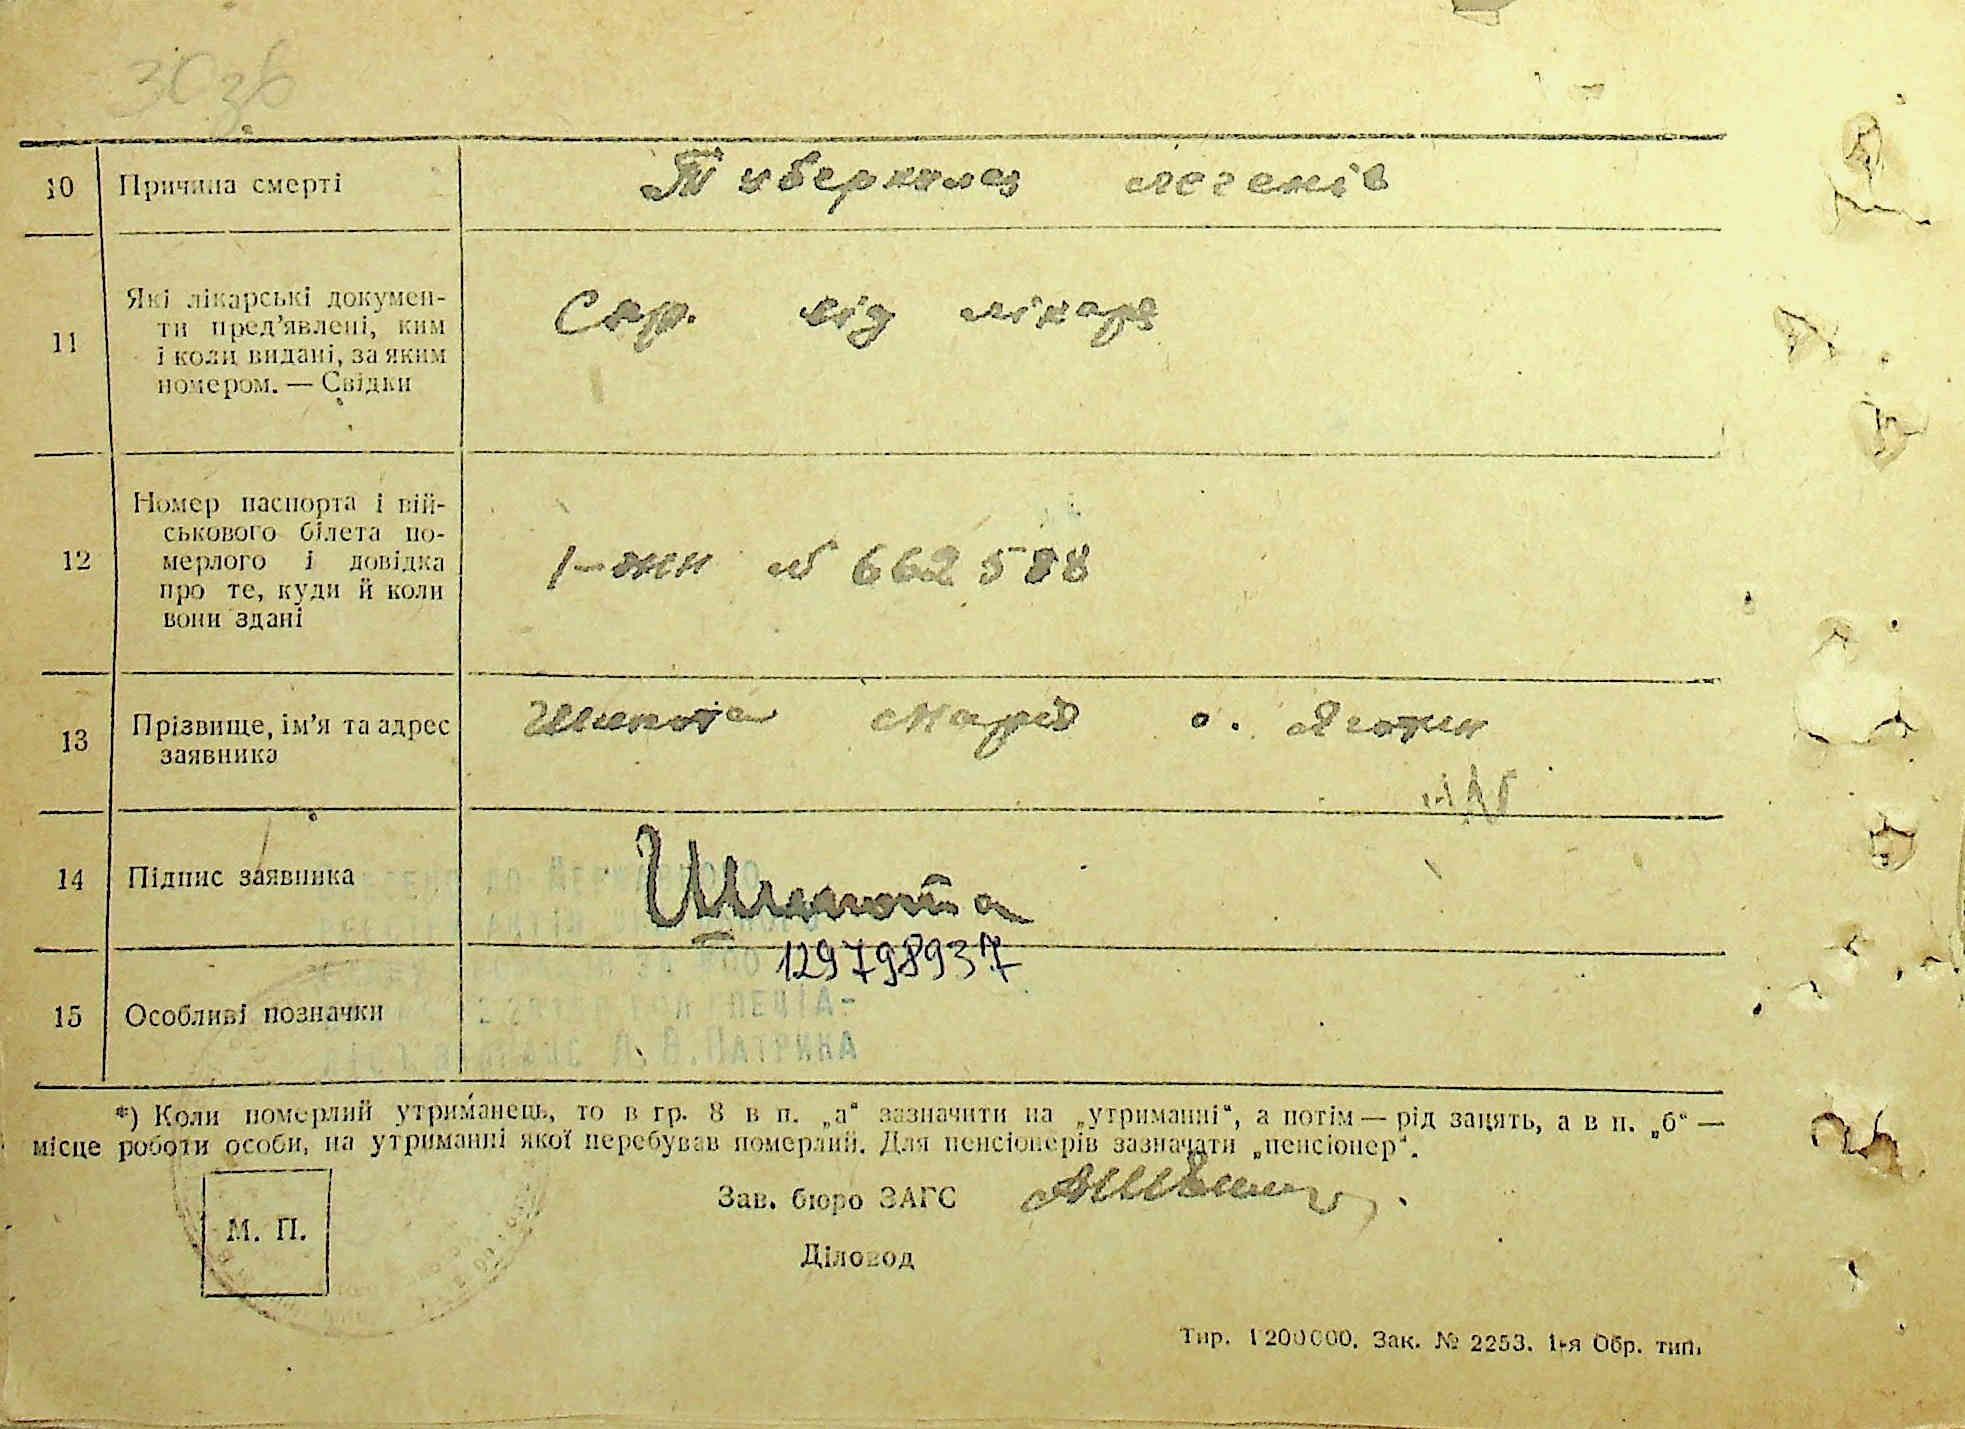 10 Причина смерті Туберкульоз легенів
11 Які лікарські докумен-
ти пред’явлені, ким
і коли видані, за яким
номером. — Свідки
від лікаря
12 Номер паспорта і вій-
ськового білета по-
мерлого і довідка
про те, куди й коли
вони здані
№ 662588
13 Прізвище, ім’я та адрес
заявника
Марія с.
14 Підпис заявника
129798937
15 Особливі позначки
Л. В. ПАТРИКА
*) Коли померлий утриманець, то в гр. 8 в п. „а“ зазначити на „утриманні“, а потім — рід занять, а в п. „б“ —
місце роботи особи, на утриманні якої перебував померлий. Для пенсіонерів зазначати „пенсіонер“.
Зав. бюро ЗАГС
М. П.
Діловод
Тир. 1200000. Зак. № 2253. 1-я Обр. тип.